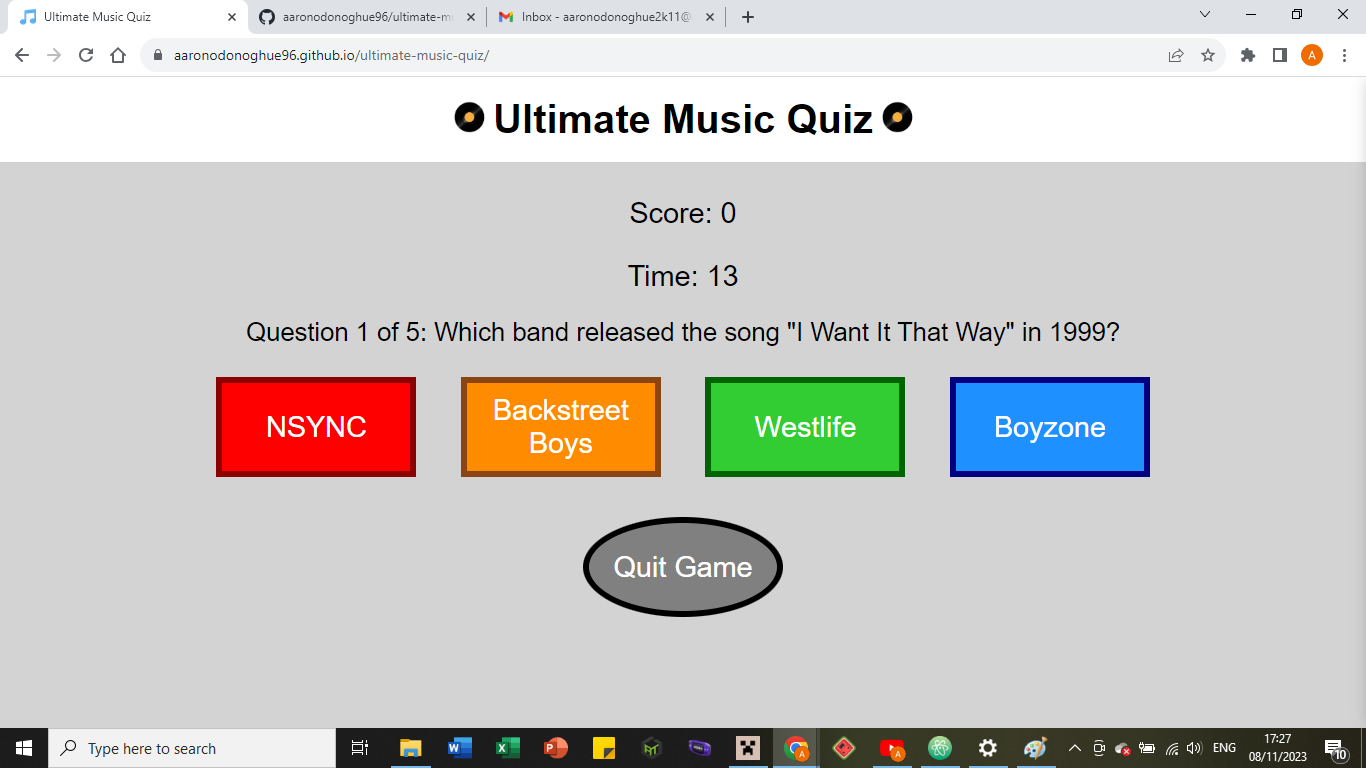 Ultimate Music Quiz
aaronodonoghue96/ultimate-m
Inbox - aaronodonoghue2k11@
aaronodonoghue96.github.io/ultimate-music-quiz/
A
Ultimate Music Quiz
Score: 0
Time: 13
Question 1 of 5: Which band released the song "I Want It That Way" in 1999?
NSYNC
Backstreet
Boys
Westlife
Boyzone
Quit Game
Type here to search
ENG
17:27
08/11/2023
10